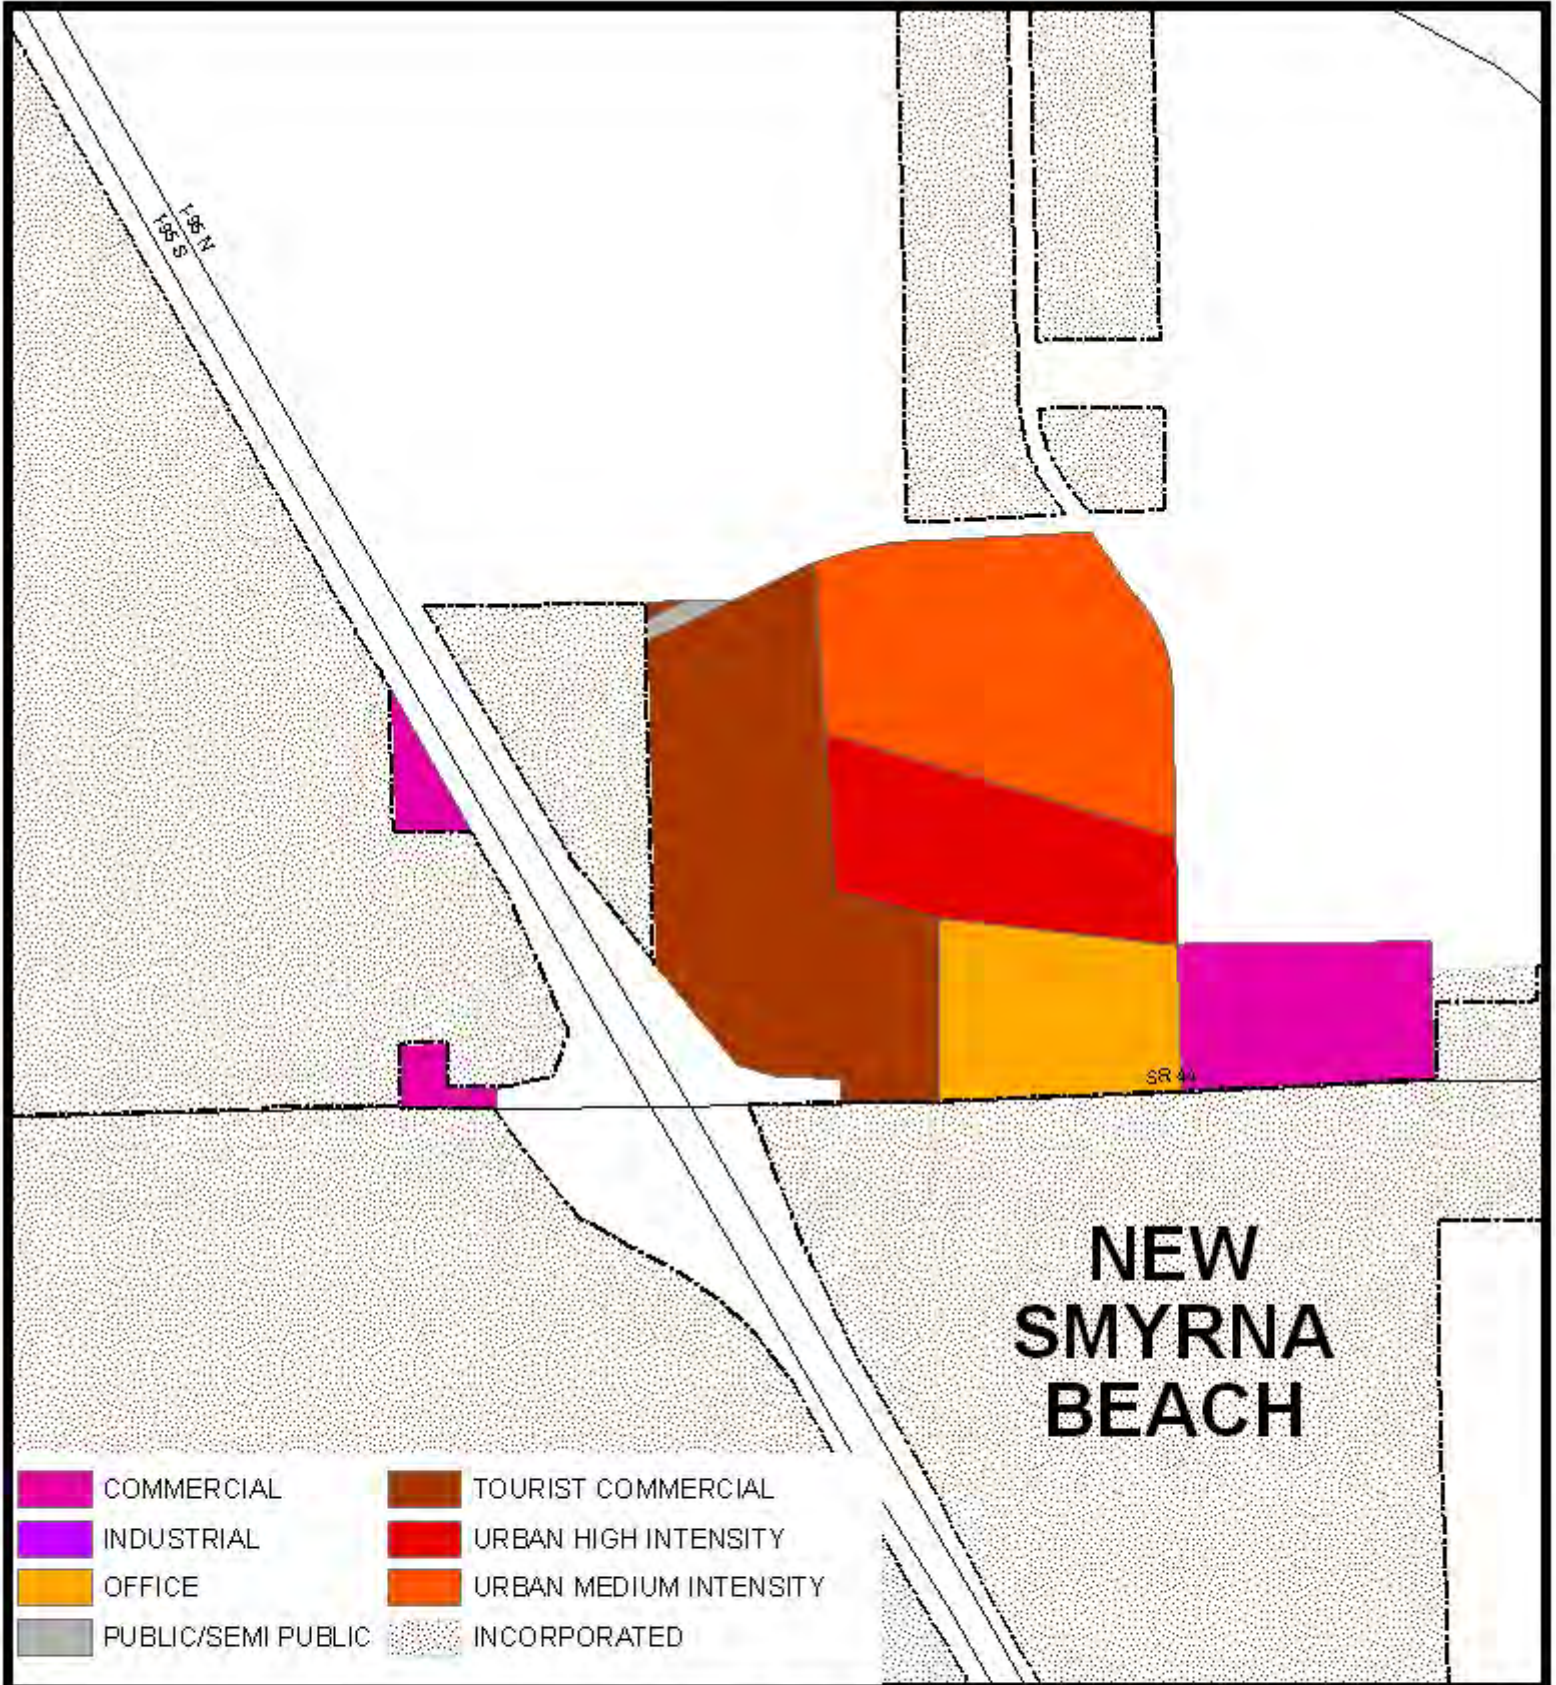 I-95 N
I-95 S
SR 44
NEW
SMYRNA
BEACH
COMMERCIAL
INDUSTRIAL
OFFICE
PUBLIC/SEMI PUBLIC
TOURIST COMMERCIAL
URBAN HIGH INTENSITY
URBAN MEDIUM INTENSITY
INCORPORATED